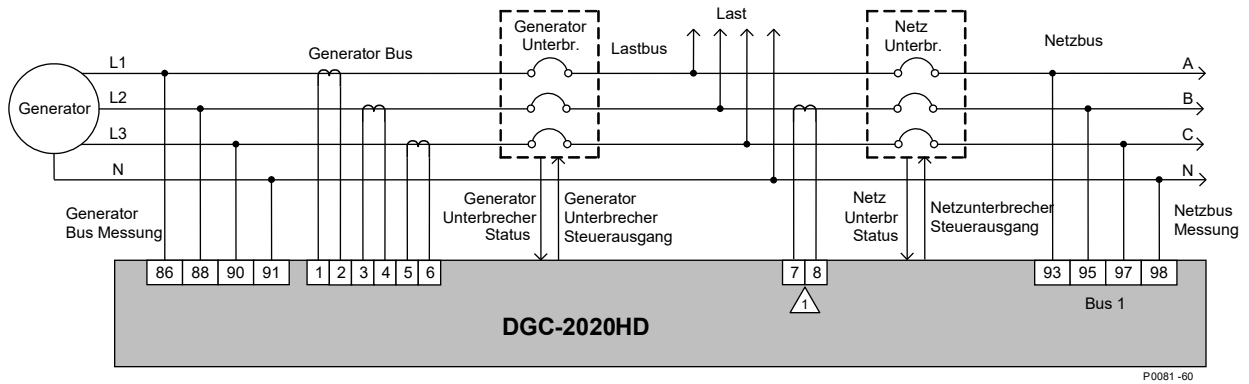 Last
Generator
Unterbr.
Netz
Unterbr.
Generator Bus
Lastbus
Netzbus
L1
A
Generator
L2
B
L3
C
N
N
Generator
Bus Messung
Generator
Unterbrecher
Status
Generator
Unterbrecher
Steuerausgang
Netz
Unterbr
Status
Netzunterbrecher
Steuerausgang
Netzbus
Messung
86 88 90 91 1 2 3 4 5 6 7 8 93 95 97 98
1
Bus 1
DGC-2020HD
P0081 -60